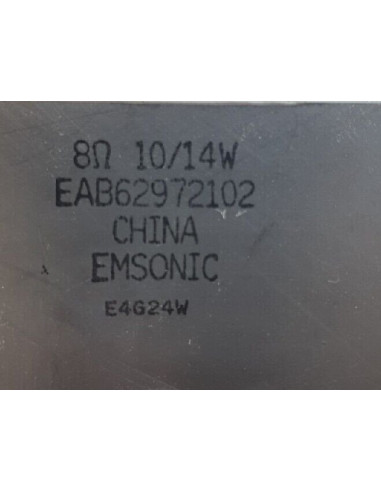 8Ω 10/14W
EAB62972102
CHINA
EMSONIC
E4G24W